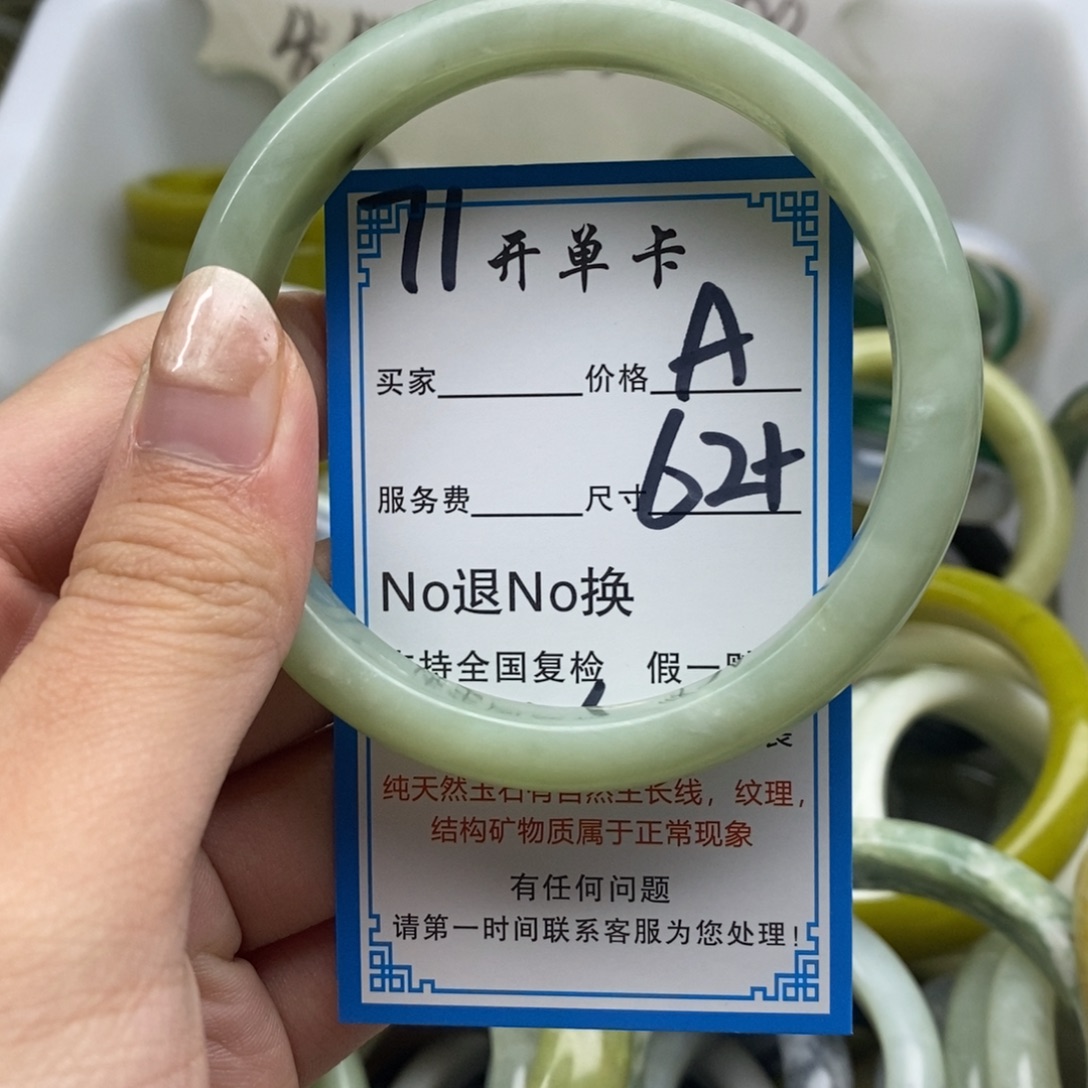 71 开单卡
买家 价格 A
服务费 尺寸 62+
No退No换
持全国复检 假一
纯天然玉石有自然生长线，纹理，
结构矿物质属于正常现象
有任何问题
请第一时间联系客服为您处理！